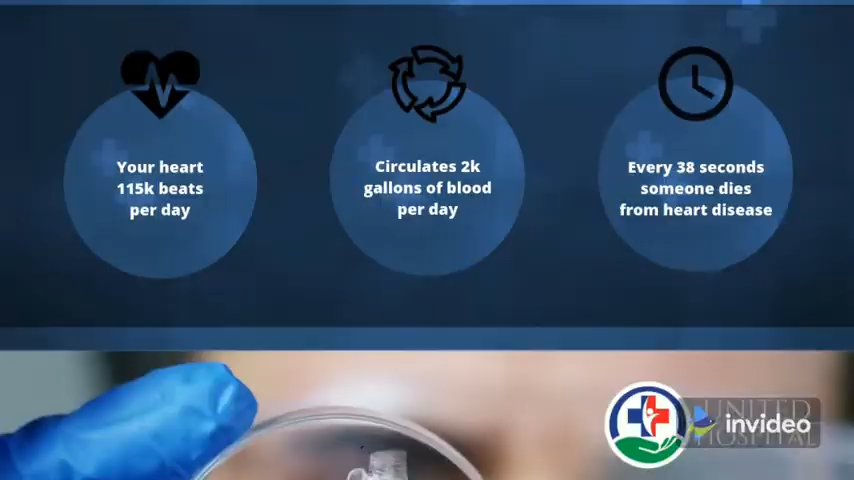 Your heart
115k beats
per day
Circulates 2k
gallons of blood
per day
Every 38 seconds
someone dies
from heart disease
UNITED
HOSPITAL
invideo